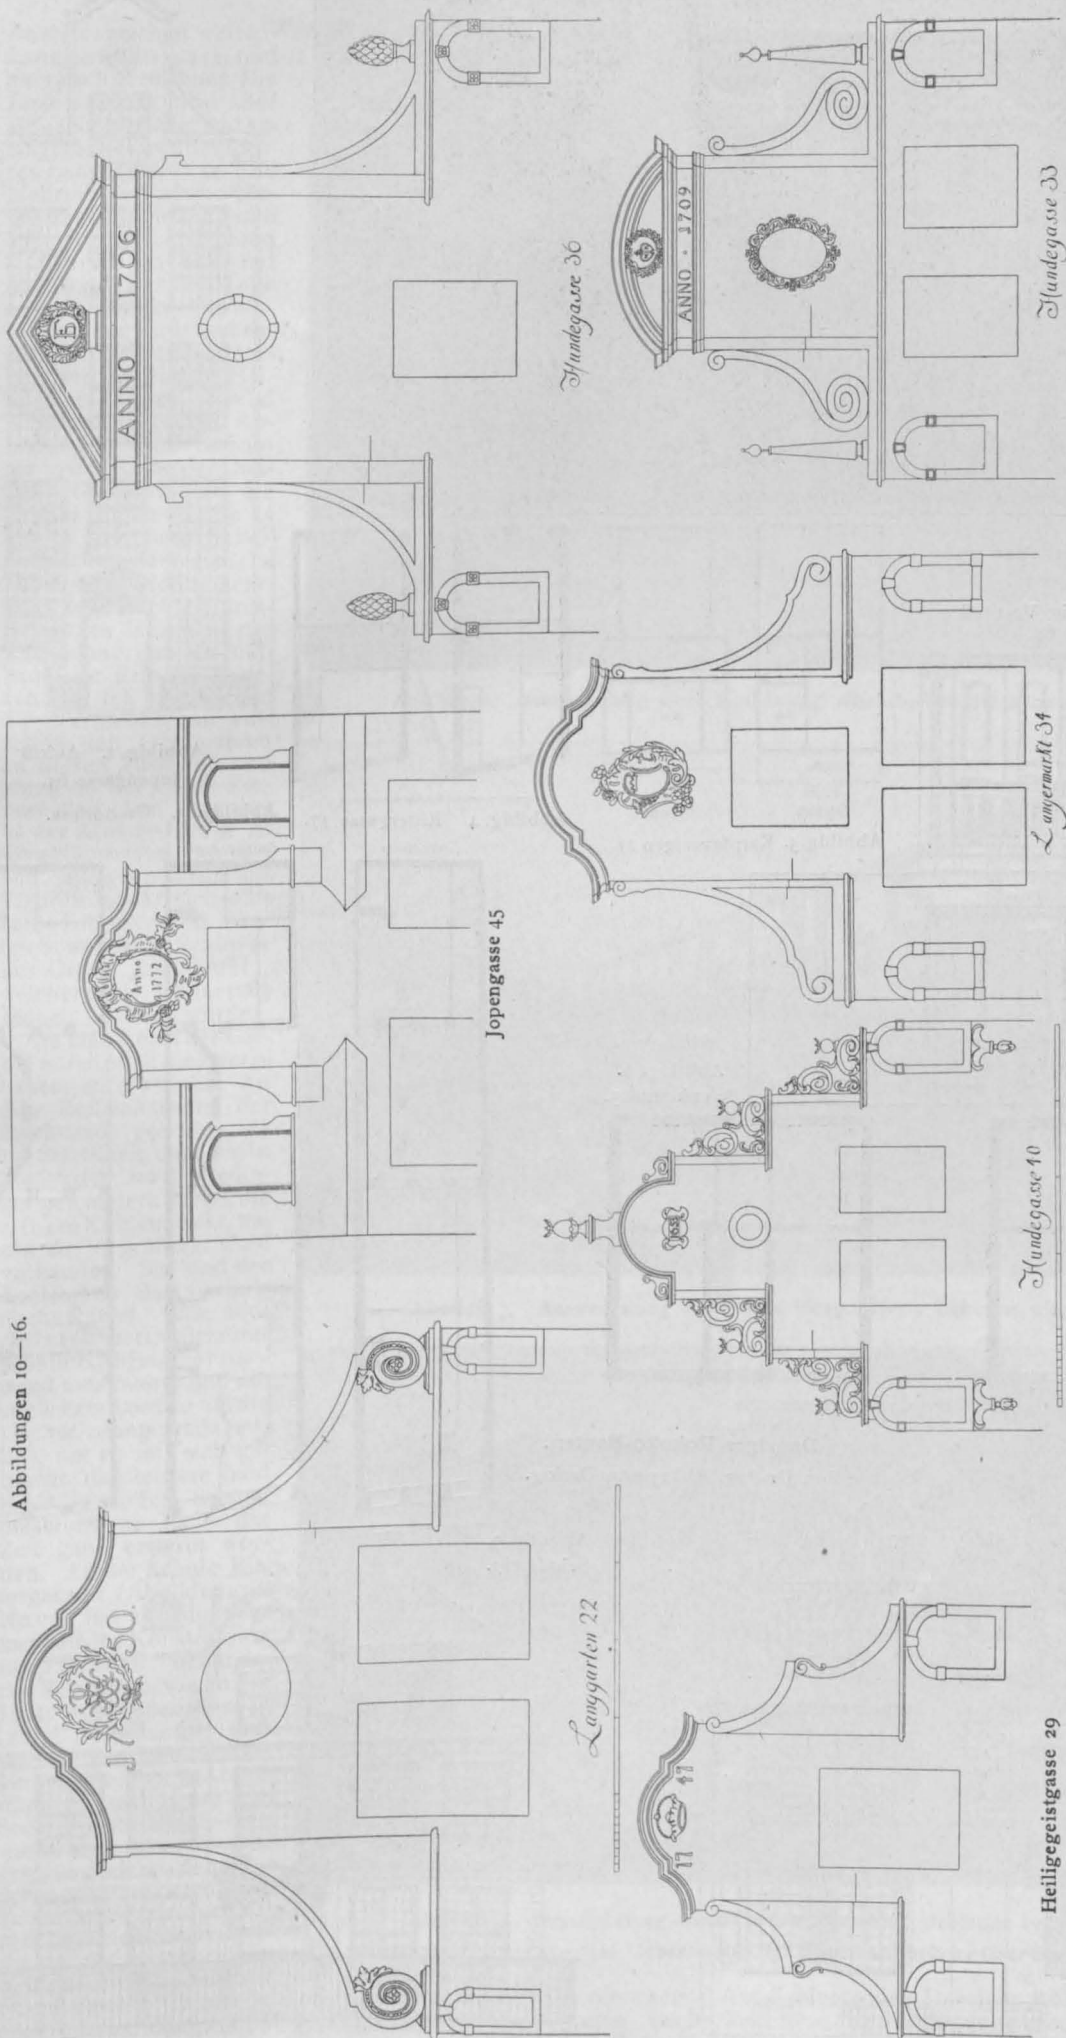 Abbildungen 10—16.
17 50.
Langgarten 22
Anno
1772
Jopengasse 45
ANNO 1706
Hundegasse 36
17 47
Heiligegeistgasse 29
Hundegasse 10
Langermarkt 34
ANNO · 1709
Hundegasse 33